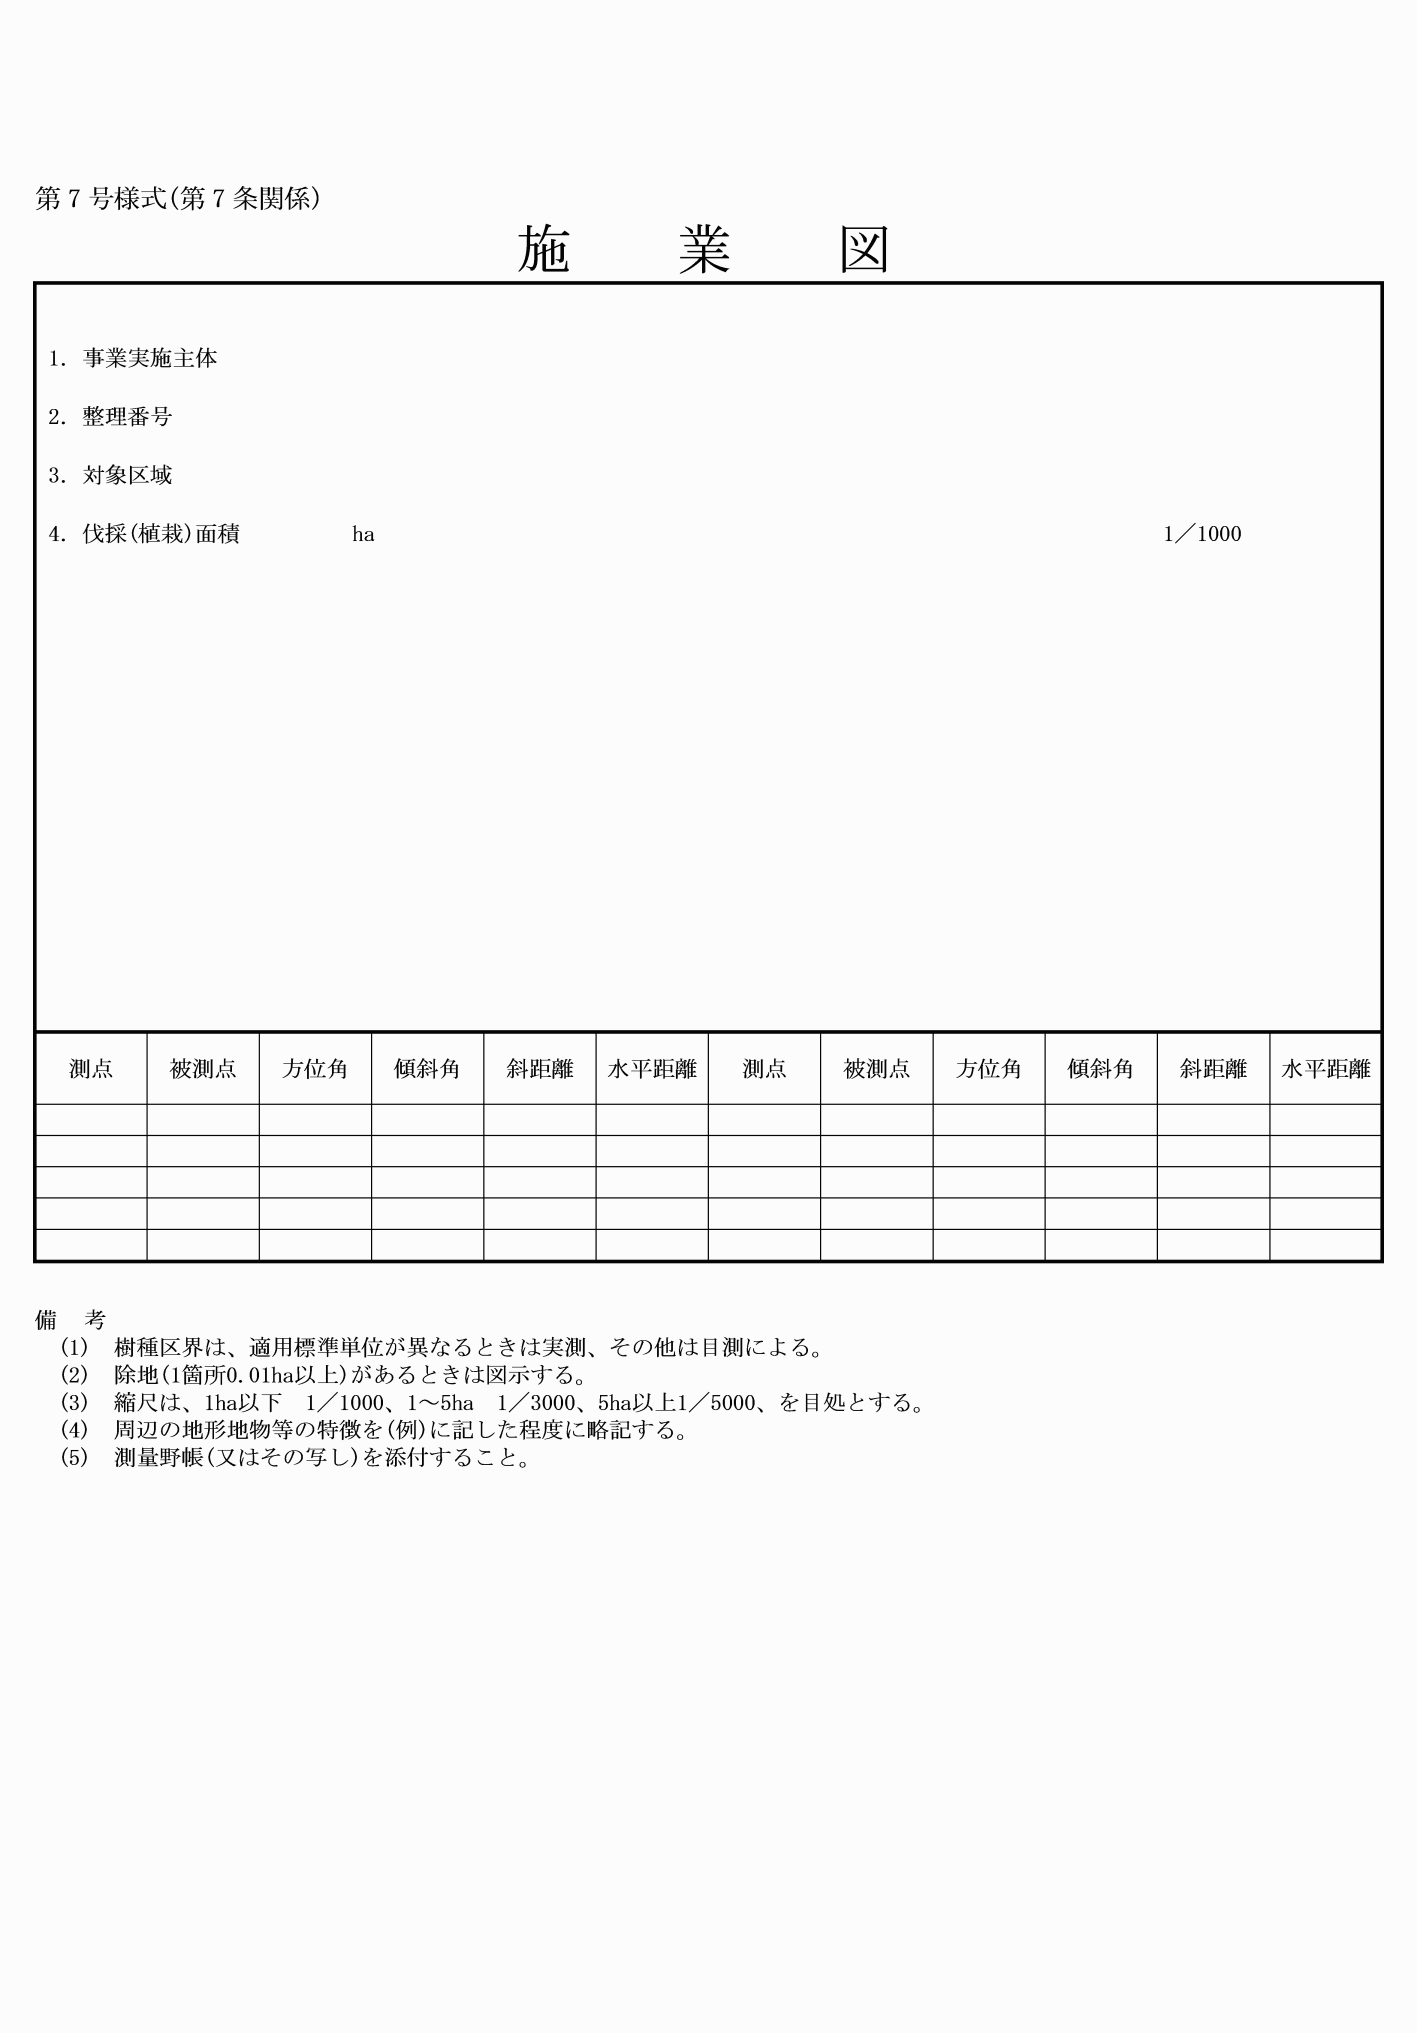 第７号様式(第７条関係)
施　業　図
1. 事業実施主体
2. 整理番号
3. 対象区域
4. 伐採(植栽)面積　　　　　ha　　　　　1／1000
測点　被測点　方位角　傾斜角　斜距離　水平距離　測点　被測点　方位角　傾斜角　斜距離　水平距離
備　考
(1)　樹種区界は、適用標準単位が異なるときは実測、その他は目測による。
(2)　除地(1箇所0.01ha以上)があるときは図示する。
(3)　縮尺は、1ha以下　1／1000、1～5ha　1／3000、5ha以上1／5000、を目処とする。
(4)　周辺の地形地物等の特徴を(例)に記した程度に略記する。
(5)　測量野帳(又はその写し)を添付すること。